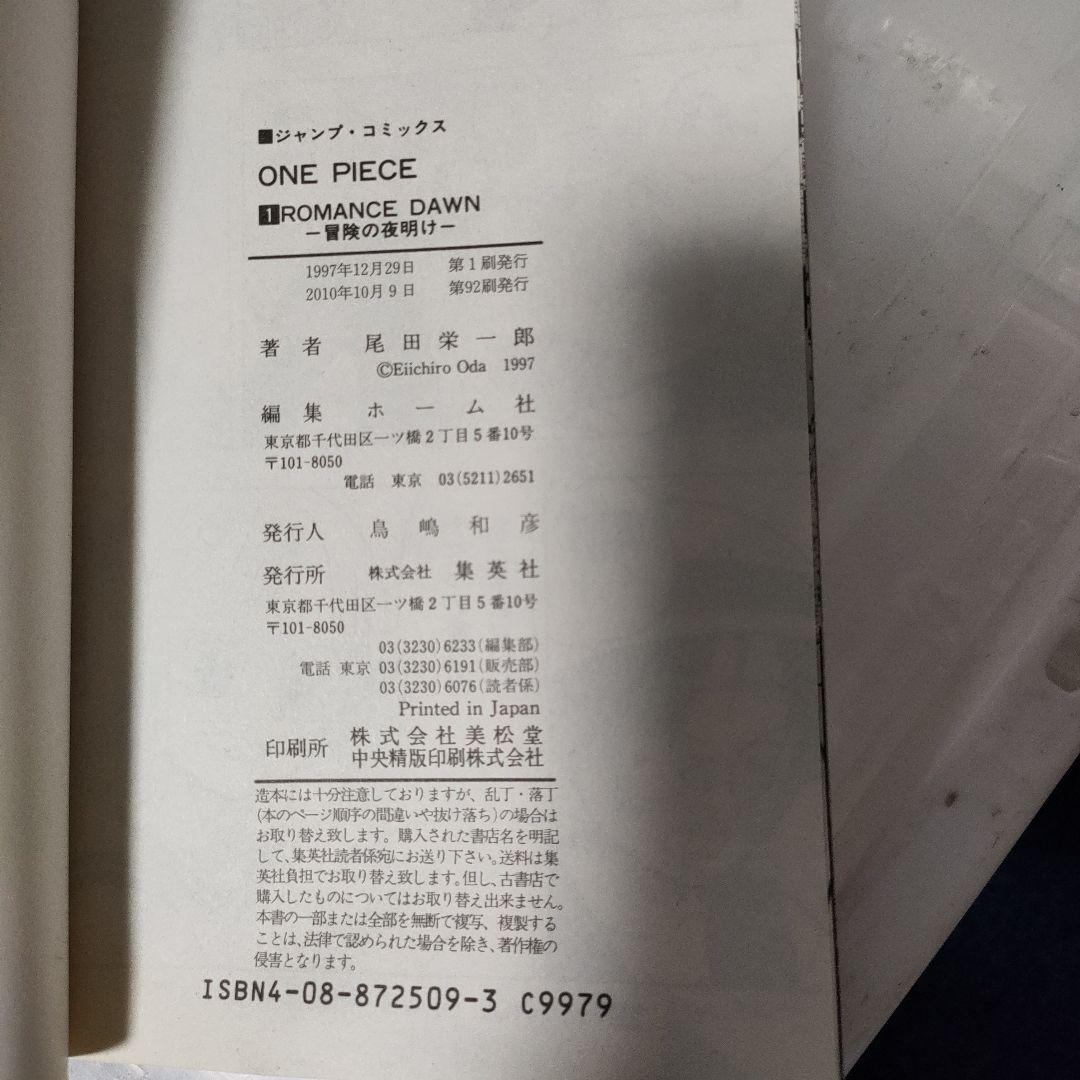 ■ジャンプ・コミックス
ONE PIECE
1 ROMANCE DAWN
―冒険の夜明け―
1997年12月29日 第1刷発行
2010年10月9日 第92刷発行
著者 尾田栄一郎
©Eiichiro Oda 1997
編集 ホーム社
東京都千代田区一ツ橋2丁目5番10号
〒101-8050
電話 東京 03(5211)2651
発行人 鳥嶋和彦
発行所 株式会社 集英社
東京都千代田区一ツ橋2丁目5番10号
〒101-8050
03(3230)6233(編集部)
電話 東京 03(3230)6191(販売部)
03(3230)6076(読者係)
Printed in Japan
印刷所 株式会社美松堂
中央精版印刷株式会社
造本には十分注意しておりますが、乱丁・落丁
(本のページ順序の間違いや抜け落ち)の場合は
お取り替え致します。購入された書店名を明記
して、集英社読者係宛にお送り下さい。送料は集
英社負担でお取り替え致します。但し、古書店で
購入したものについてはお取り替え出来ません。
本書の一部または全部を無断で複写、複製する
ことは、法律で認められた場合を除き、著作権の
侵害となります。
ISBN4-08-872509-3 C9979